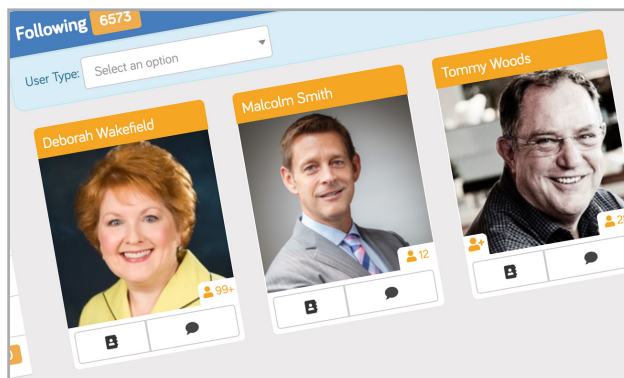 Following 6573
User Type: Select an option
Deborah Wakefield
Malcolm Smith
Tommy Woods
99+
12